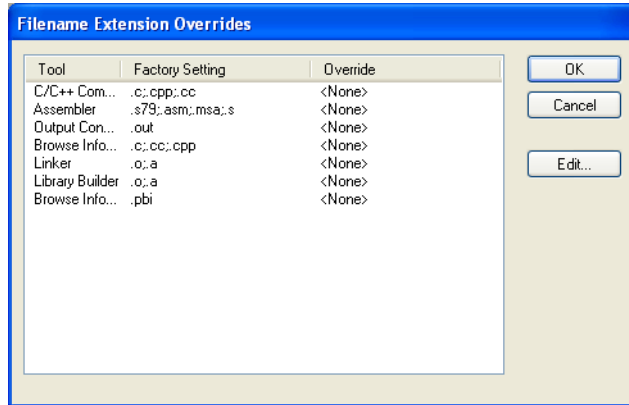 Filename Extension Overrides
Tool Factory Setting Override
C/C++ Com... .c;.cpp;.cc <None>
Assembler .s79;.asm;.msa;.s <None>
Output Con... .out <None>
Browse Info... .c;.cc;.cpp <None>
Linker .o;.a <None>
Library Builder .o;.a <None>
Browse Info... .pbi <None>
OK
Cancel
Edit...